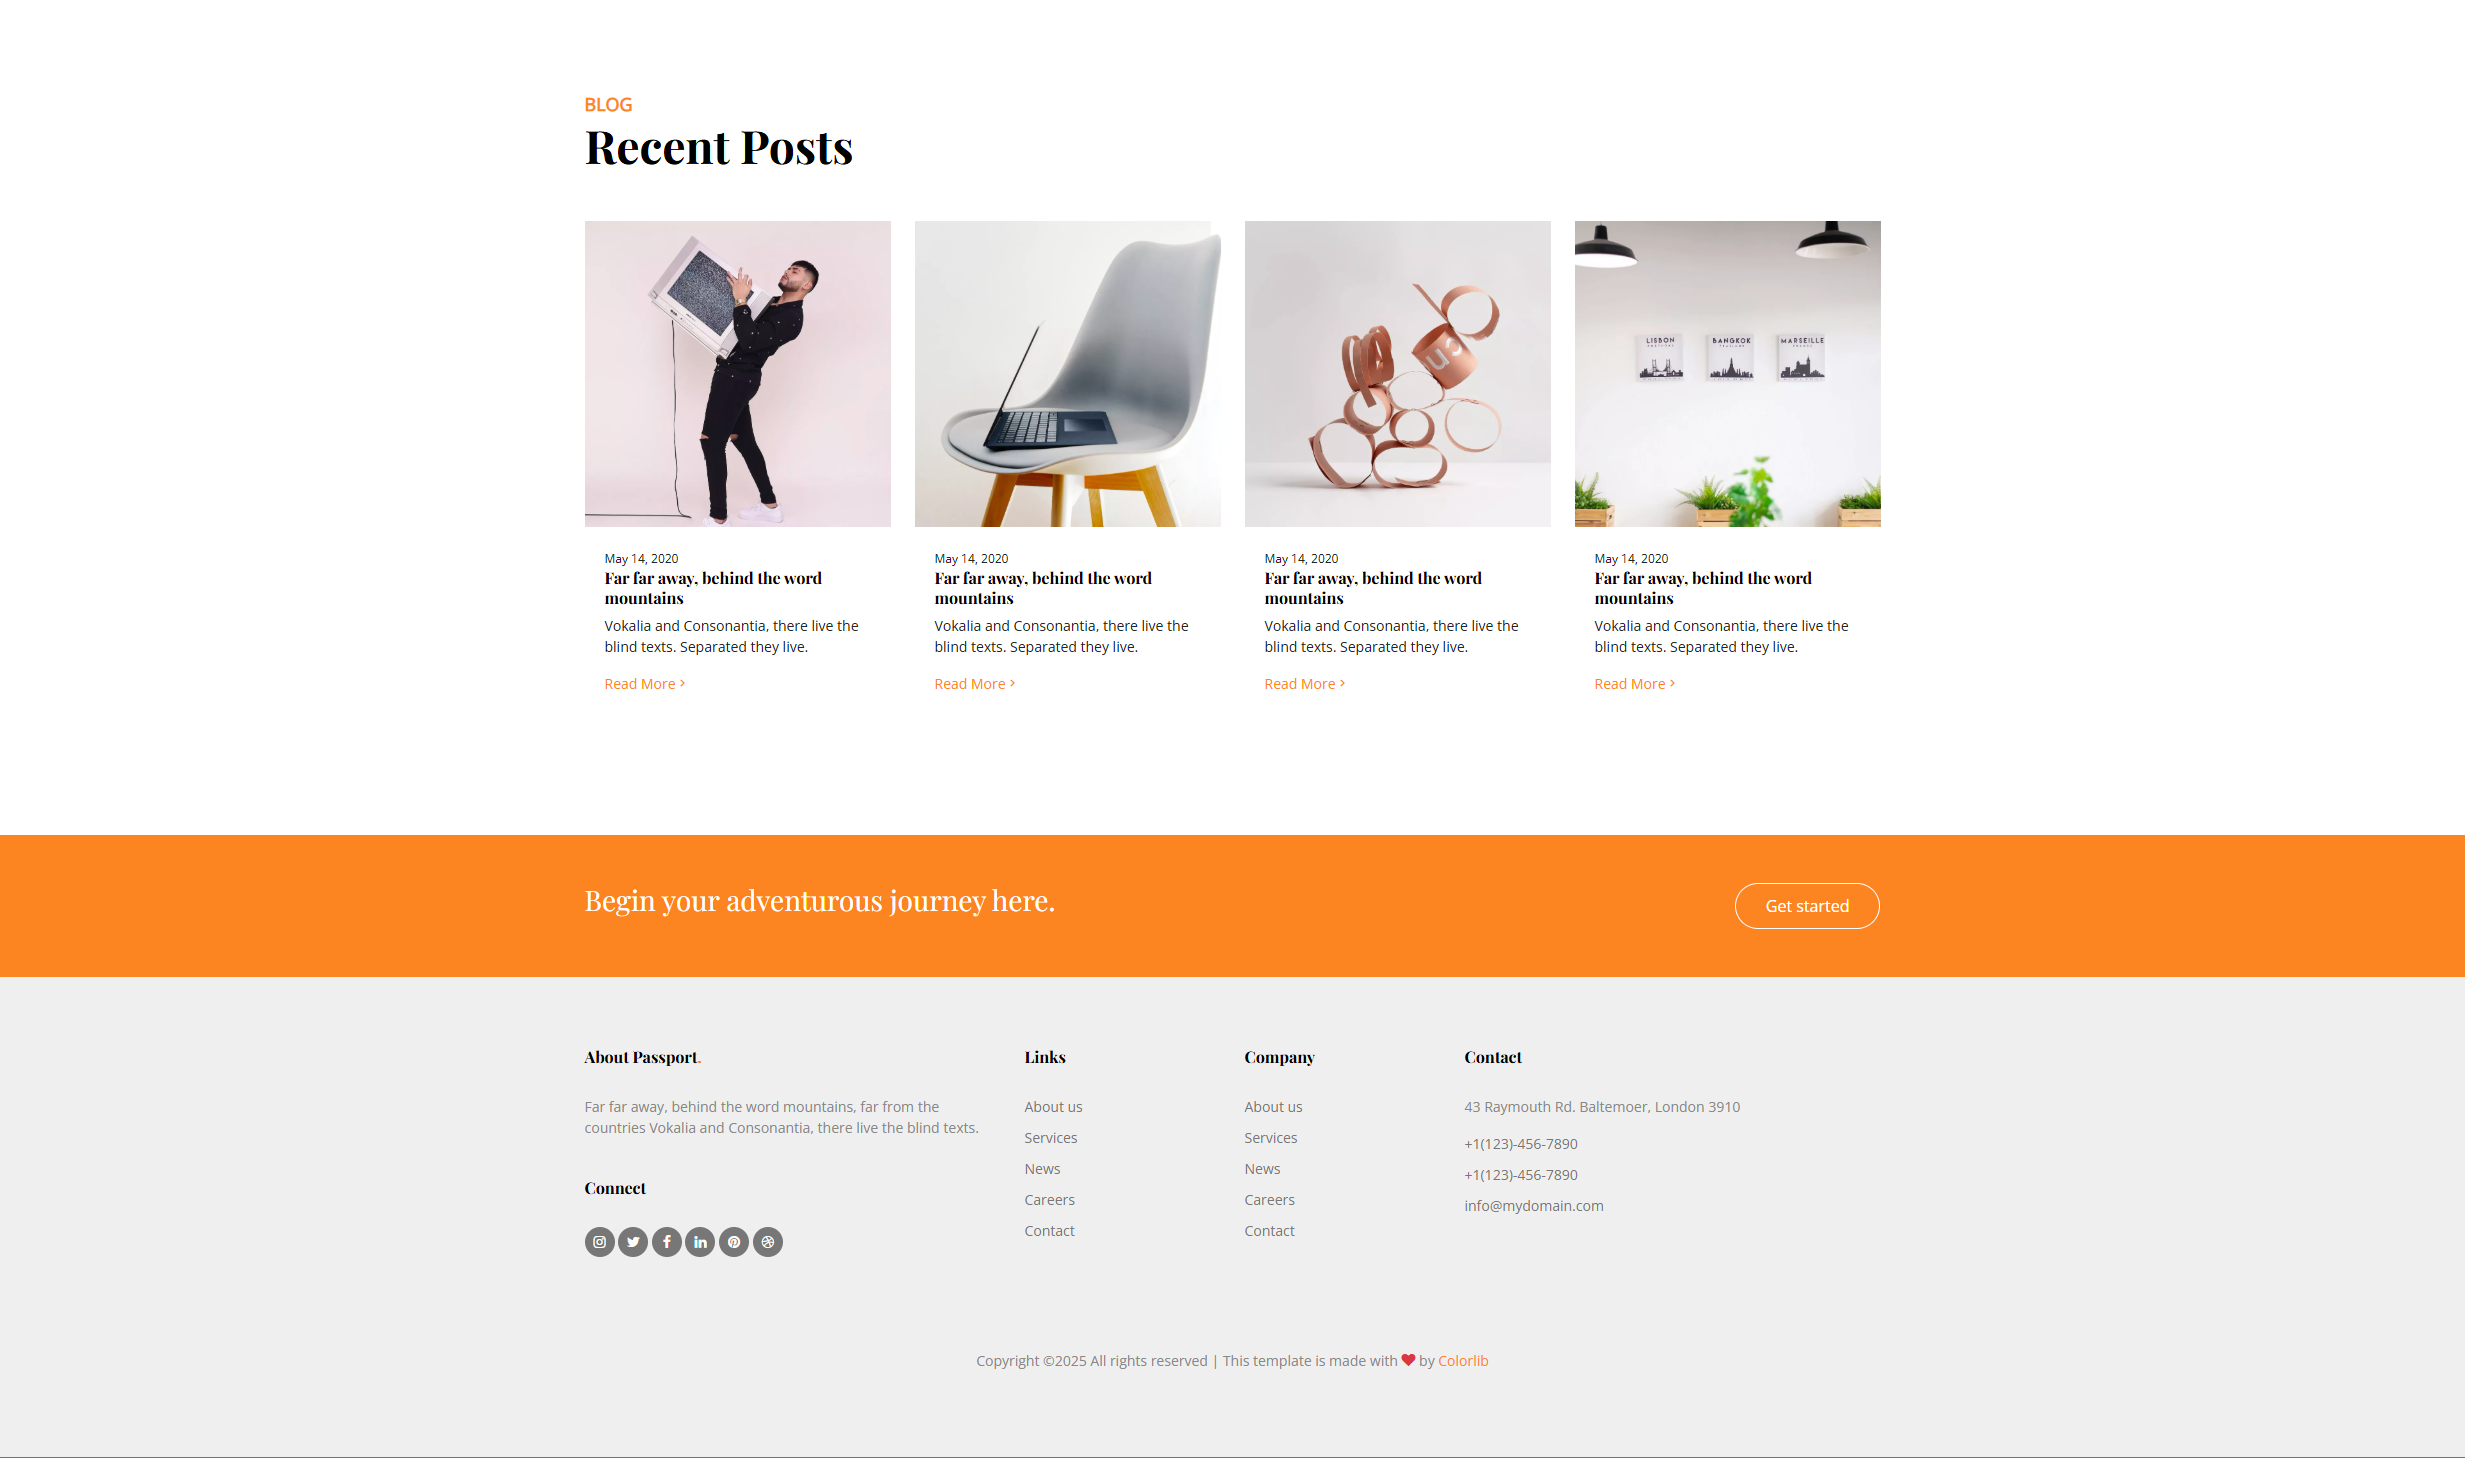 BLOG
Recent Posts
LISBON
BANGKOK
MARSEILLE
May 14, 2020
Far far away, behind the word
mountains
Vokalia and Consonantia, there live the
blind texts. Separated they live.
Read More
May 14, 2020
Far far away, behind the word
mountains
Vokalia and Consonantia, there live the
blind texts. Separated they live.
Read More
May 14, 2020
Far far away, behind the word
mountains
Vokalia and Consonantia, there live the
blind texts. Separated they live.
Read More
May 14, 2020
Far far away, behind the word
mountains
Vokalia and Consonantia, there live the
blind texts. Separated they live.
Read More
Begin your adventurous journey here.
Get started
About Passport.
Far far away, behind the word mountains, far from the
countries Vokalia and Consonantia, there live the blind texts.
Connect
Links
About us
Services
News
Careers
Contact
Company
About us
Services
News
Careers
Contact
Contact
43 Raymouth Rd. Baltemoer, London 3910
+1(123)-456-7890
+1(123)-456-7890
info@mydomain.com
Copyright ©2025 All rights reserved | This template is made with ❤ by Colorlib